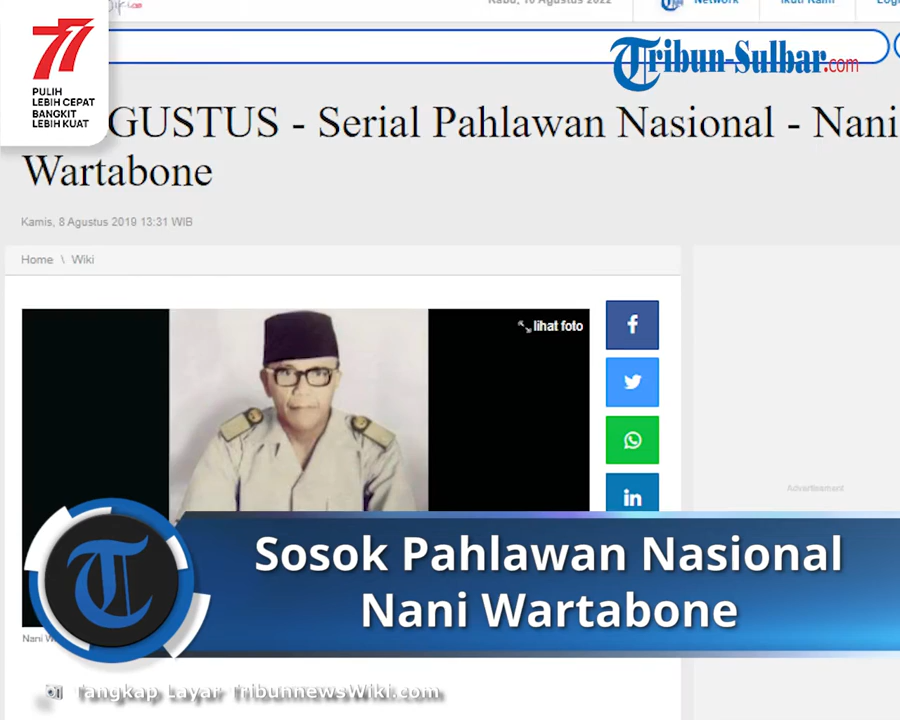 Rabu, 10 Agustus 2022
Network
Ikuti Kami
77
PULIH
LEBIH CEPAT
BANGKIT
LEBIH KUAT
Tribun-Sulbar.com
GUSTUS - Serial Pahlawan Nasional - Nani
Wartabone
Kamis, 8 Agustus 2019 13:31 WIB
Home \ Wiki
lihat foto
Advertisement
Sosok Pahlawan Nasional
Nani Wartabone
Nani W
Tangkap Layar TribunnewsWiki.com